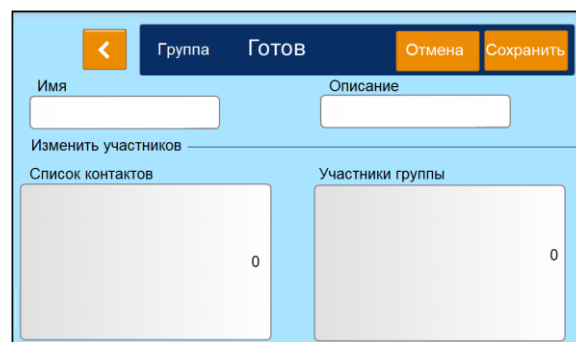 Группа Готов Отмена Сохранить
Имя Описание
Изменить участников
Список контактов Участники группы
0 0